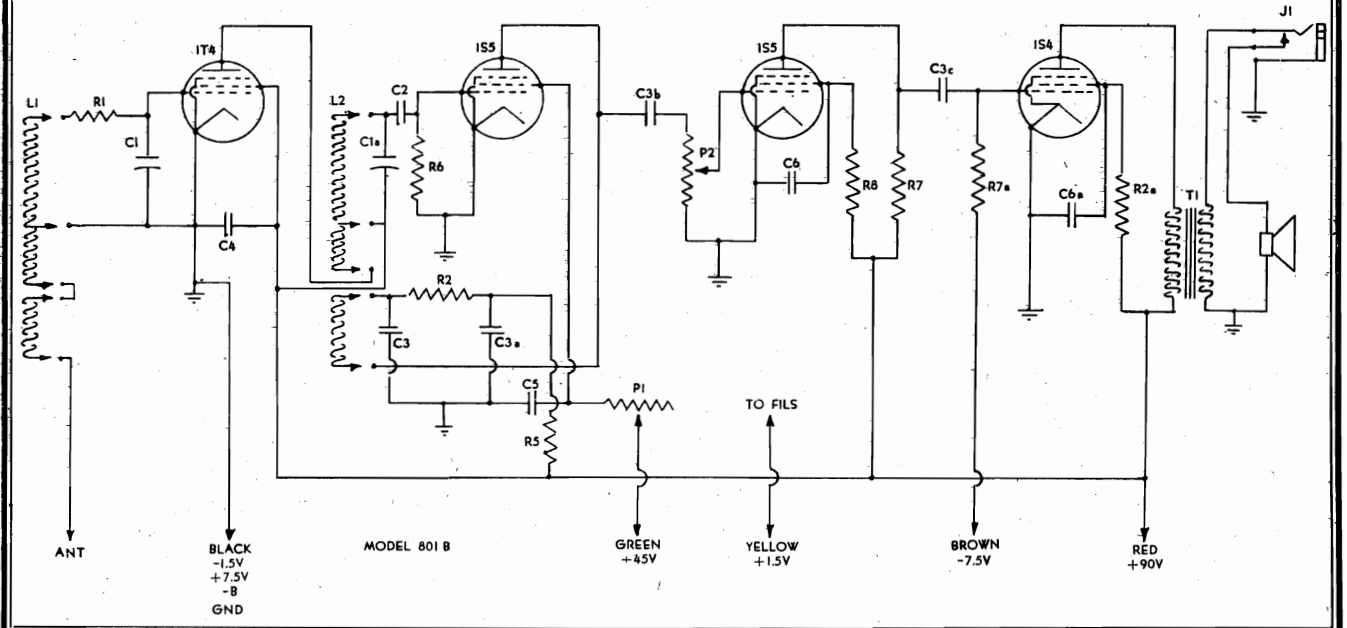 J1
1T4
1S5
1S5
1S4
L1
R1
C1
C4
L2
C2
C1a
R6
R2
C3
C3a
C5
P1
R5
C3b
P2
C6
R8
R7
C3c
R7a
C6a
R2a
T1
TO FILS
ANT
BLACK
-1.5V
+7.5V
-B
GND
MODEL 801 B
GREEN
+45V
YELLOW
+1.5V
BROWN
-7.5V
RED
+90V